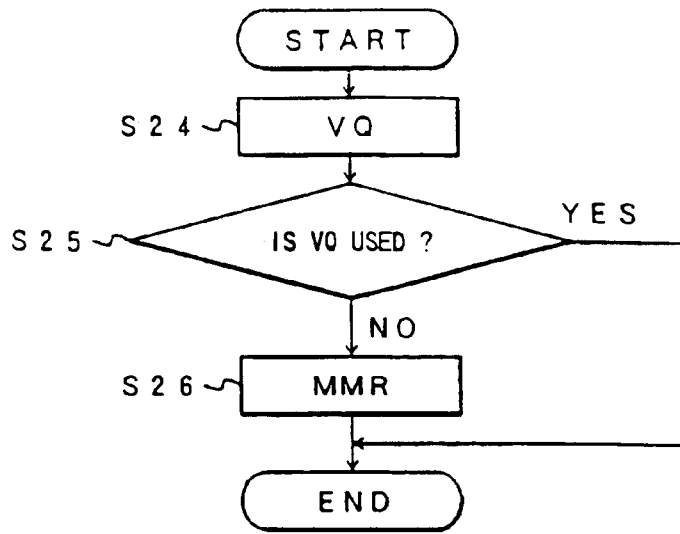 START
S24
VQ
YES
S25
IS VQ USED ?
NO
S26
MMR
END